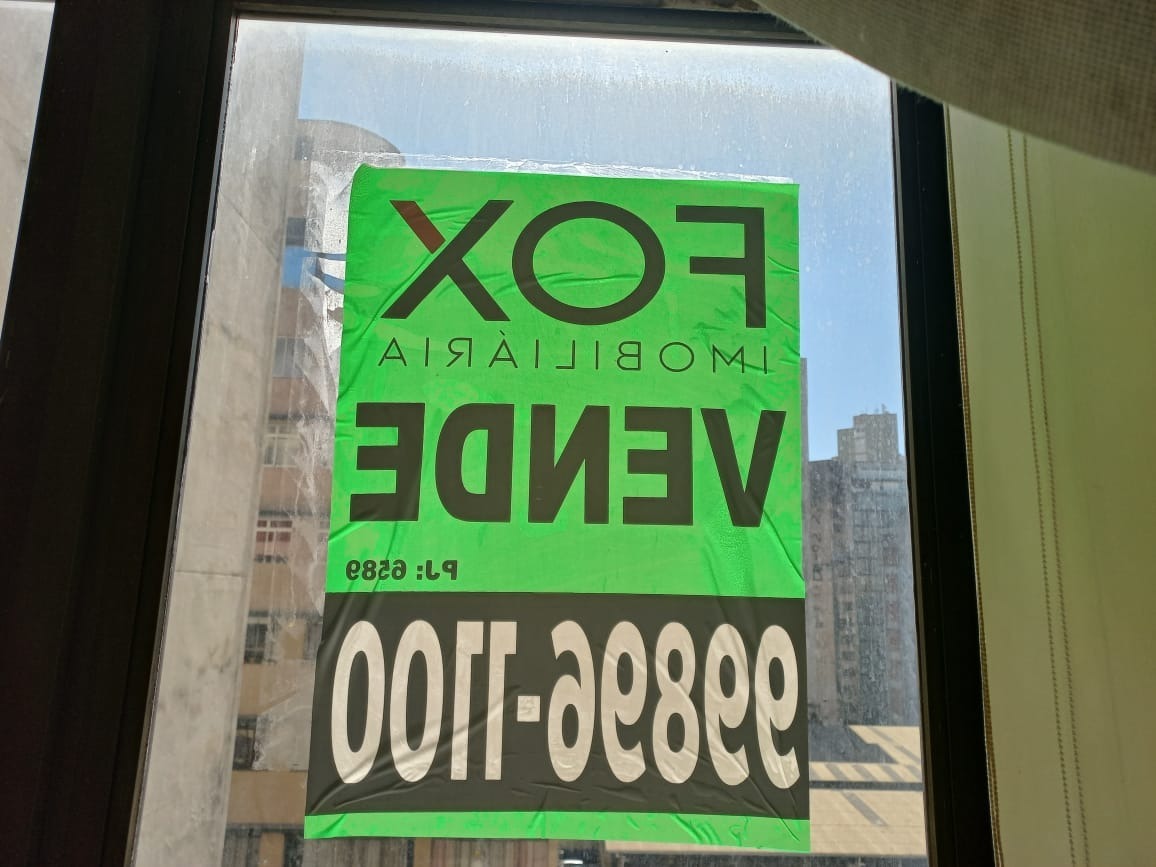 FOX
IMOBILIÁRIA
VENDE
PJ: 6589
99896-1100